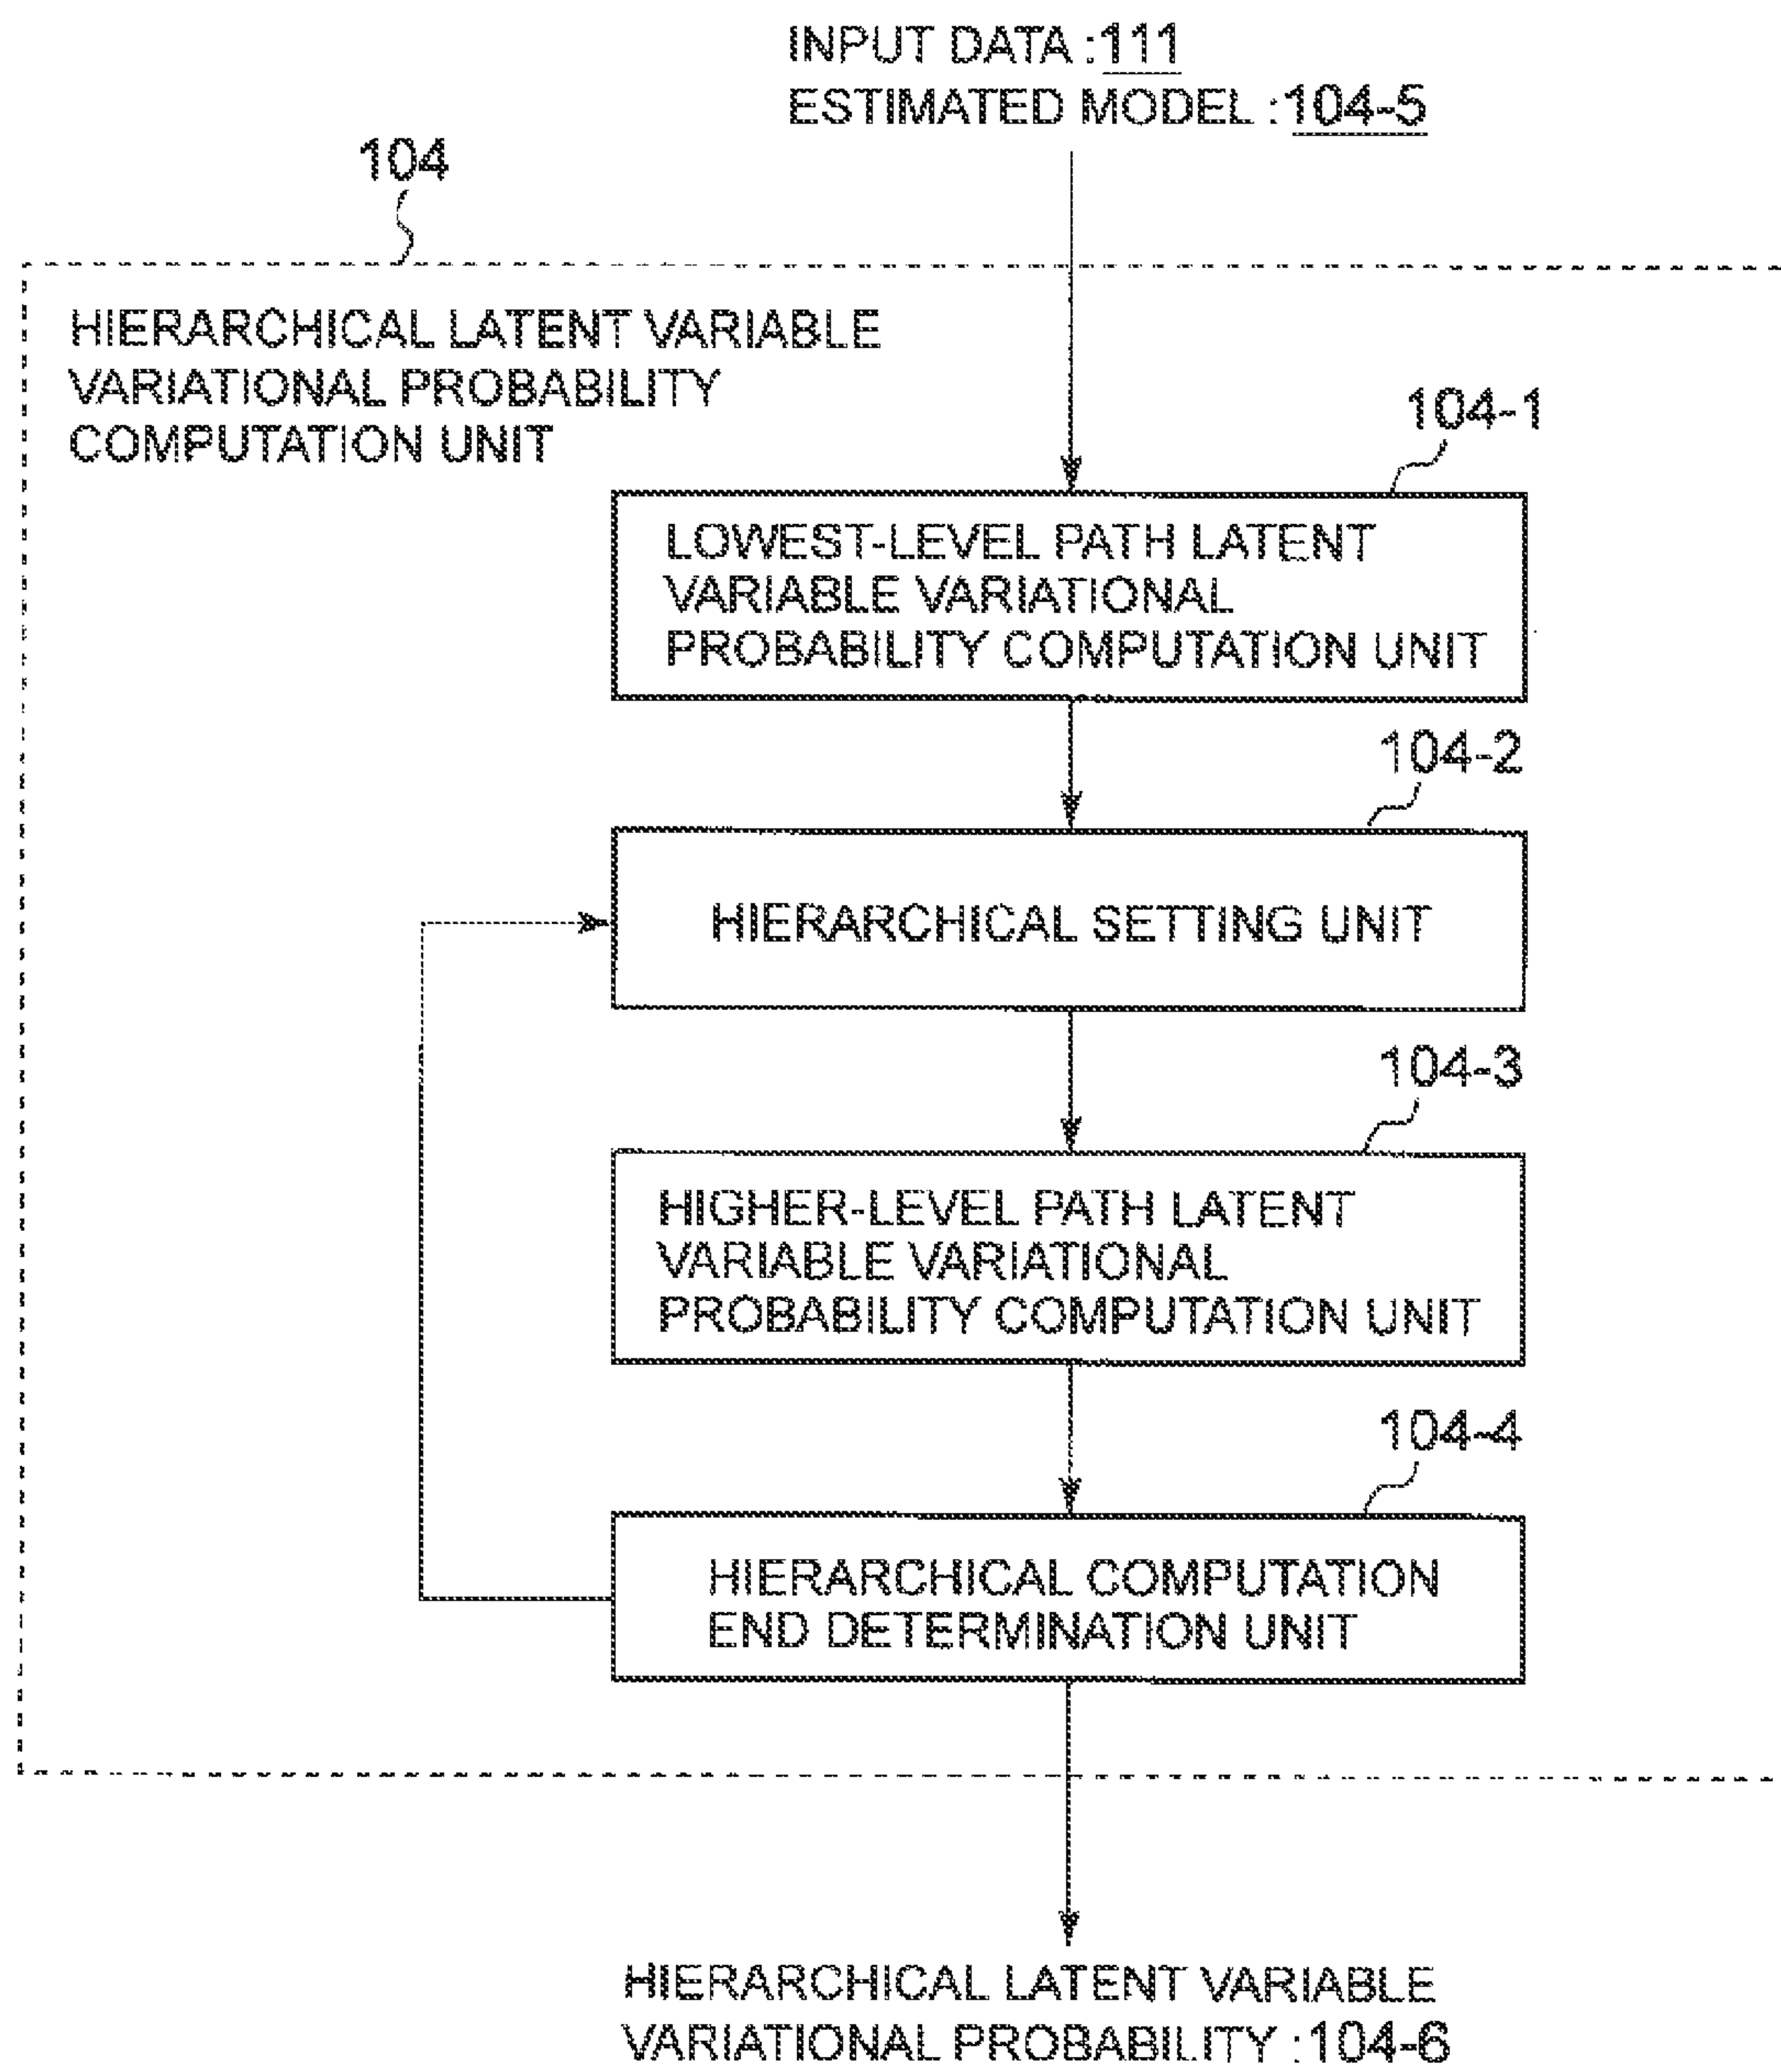 INPUT DATA :111
ESTIMATED MODEL :104-5
104
HIERARCHICAL LATENT VARIABLE
VARIATIONAL PROBABILITY
COMPUTATION UNIT
104-1
LOWEST-LEVEL PATH LATENT
VARIABLE VARIATIONAL
PROBABILITY COMPUTATION UNIT
104-2
HIERARCHICAL SETTING UNIT
104-3
HIGHER-LEVEL PATH LATENT
VARIABLE VARIATIONAL
PROBABILITY COMPUTATION UNIT
104-4
HIERARCHICAL COMPUTATION
END DETERMINATION UNIT
HIERARCHICAL LATENT VARIABLE
VARIATIONAL PROBABILITY :104-6